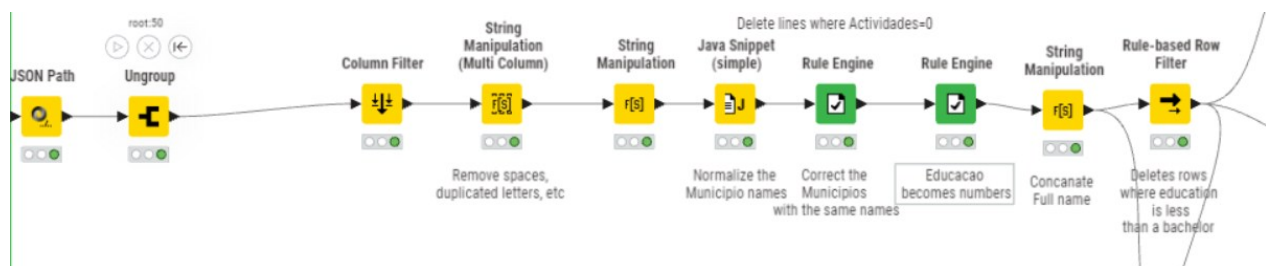 root:50
Delete lines where Actividades=0
JSON Path
Ungroup
Column Filter
String
Manipulation
(Multi Column)
String
Manipulation
Java Snippet
(simple)
Rule Engine
Rule Engine
String
Manipulation
Rule-based Row
Filter
F[S]
F[S]
J
F[S]
Remove spaces,
duplicated letters, etc
Normalize the
Municipio names
Correct the
Municipios
with the same names
Educacao
becomes numbers
Concanate
Full name
Deletes rows
where education
is less
than a bachelor